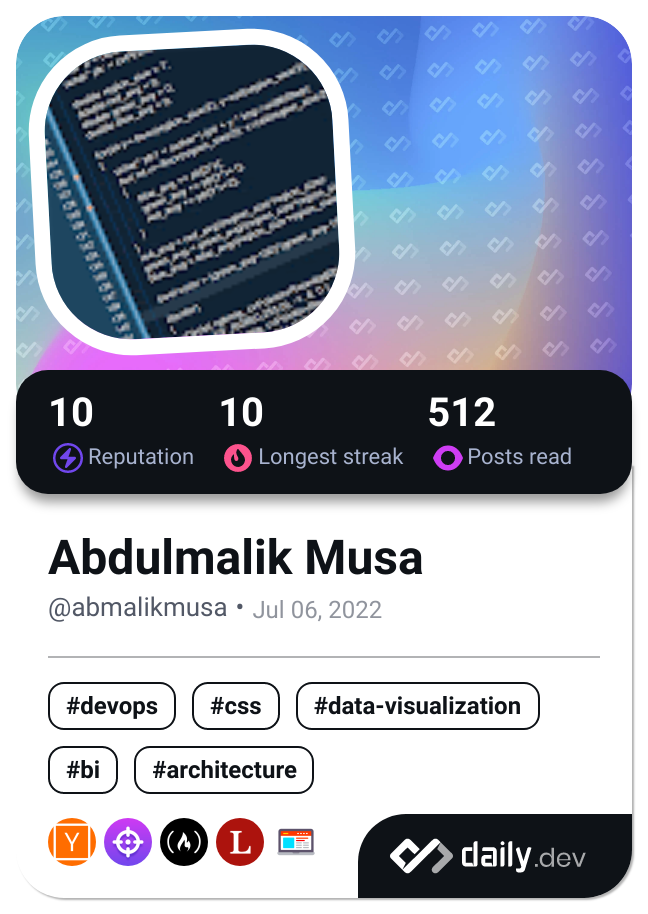 10 10 512
Reputation Longest streak Posts read
Abdulmalik Musa
@abmalikmusa • Jul 06, 2022
#devops #css #data-visualization
#bi #architecture
Y L
daily.dev